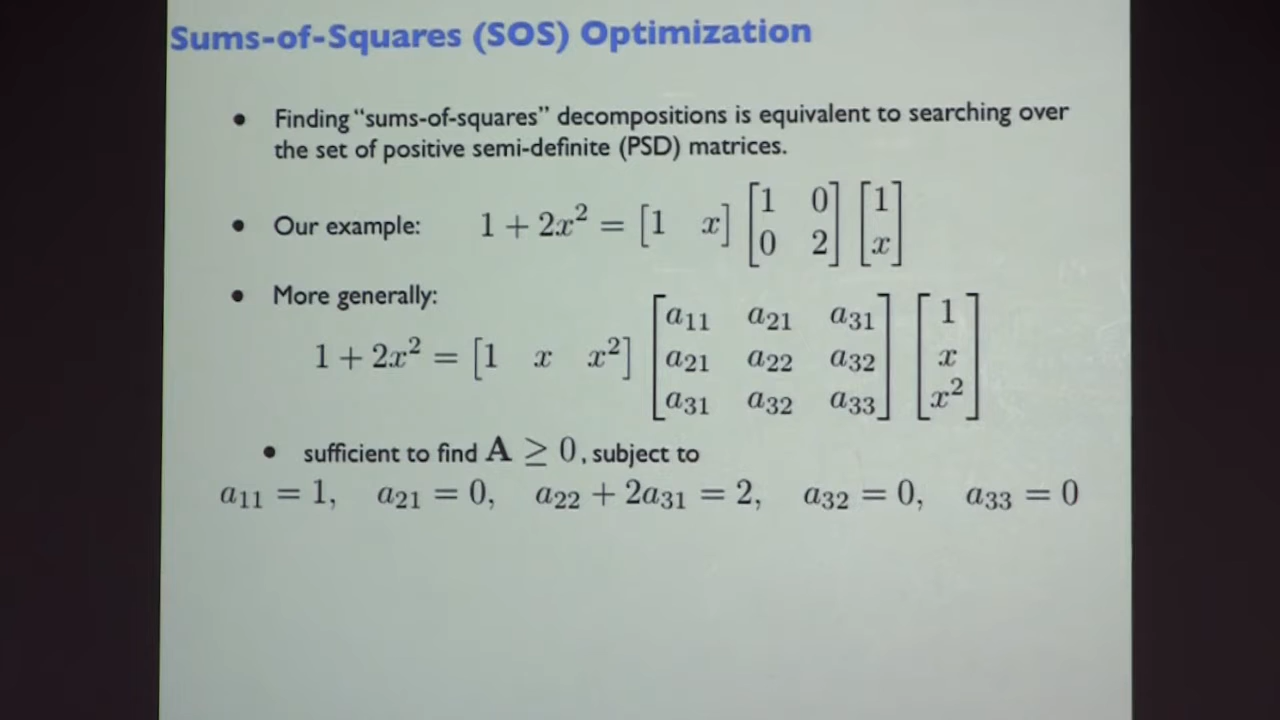 Sums-of-Squares (SOS) Optimization
• Finding “sums-of-squares” decompositions is equivalent to searching over
the set of positive semi-definite (PSD) matrices.
• Our example: 1 + 2x² = [1 x] [1 0; 0 2] [1; x]
• More generally:
1 + 2x² = [1 x x²] [a₁₁ a₂₁ a₃₁; a₂₁ a₂₂ a₃₂; a₃₁ a₃₂ a₃₃] [1; x; x²]
• sufficient to find A ≥ 0, subject to
a₁₁ = 1, a₂₁ = 0, a₂₂ + 2a₃₁ = 2, a₃₂ = 0, a₃₃ = 0